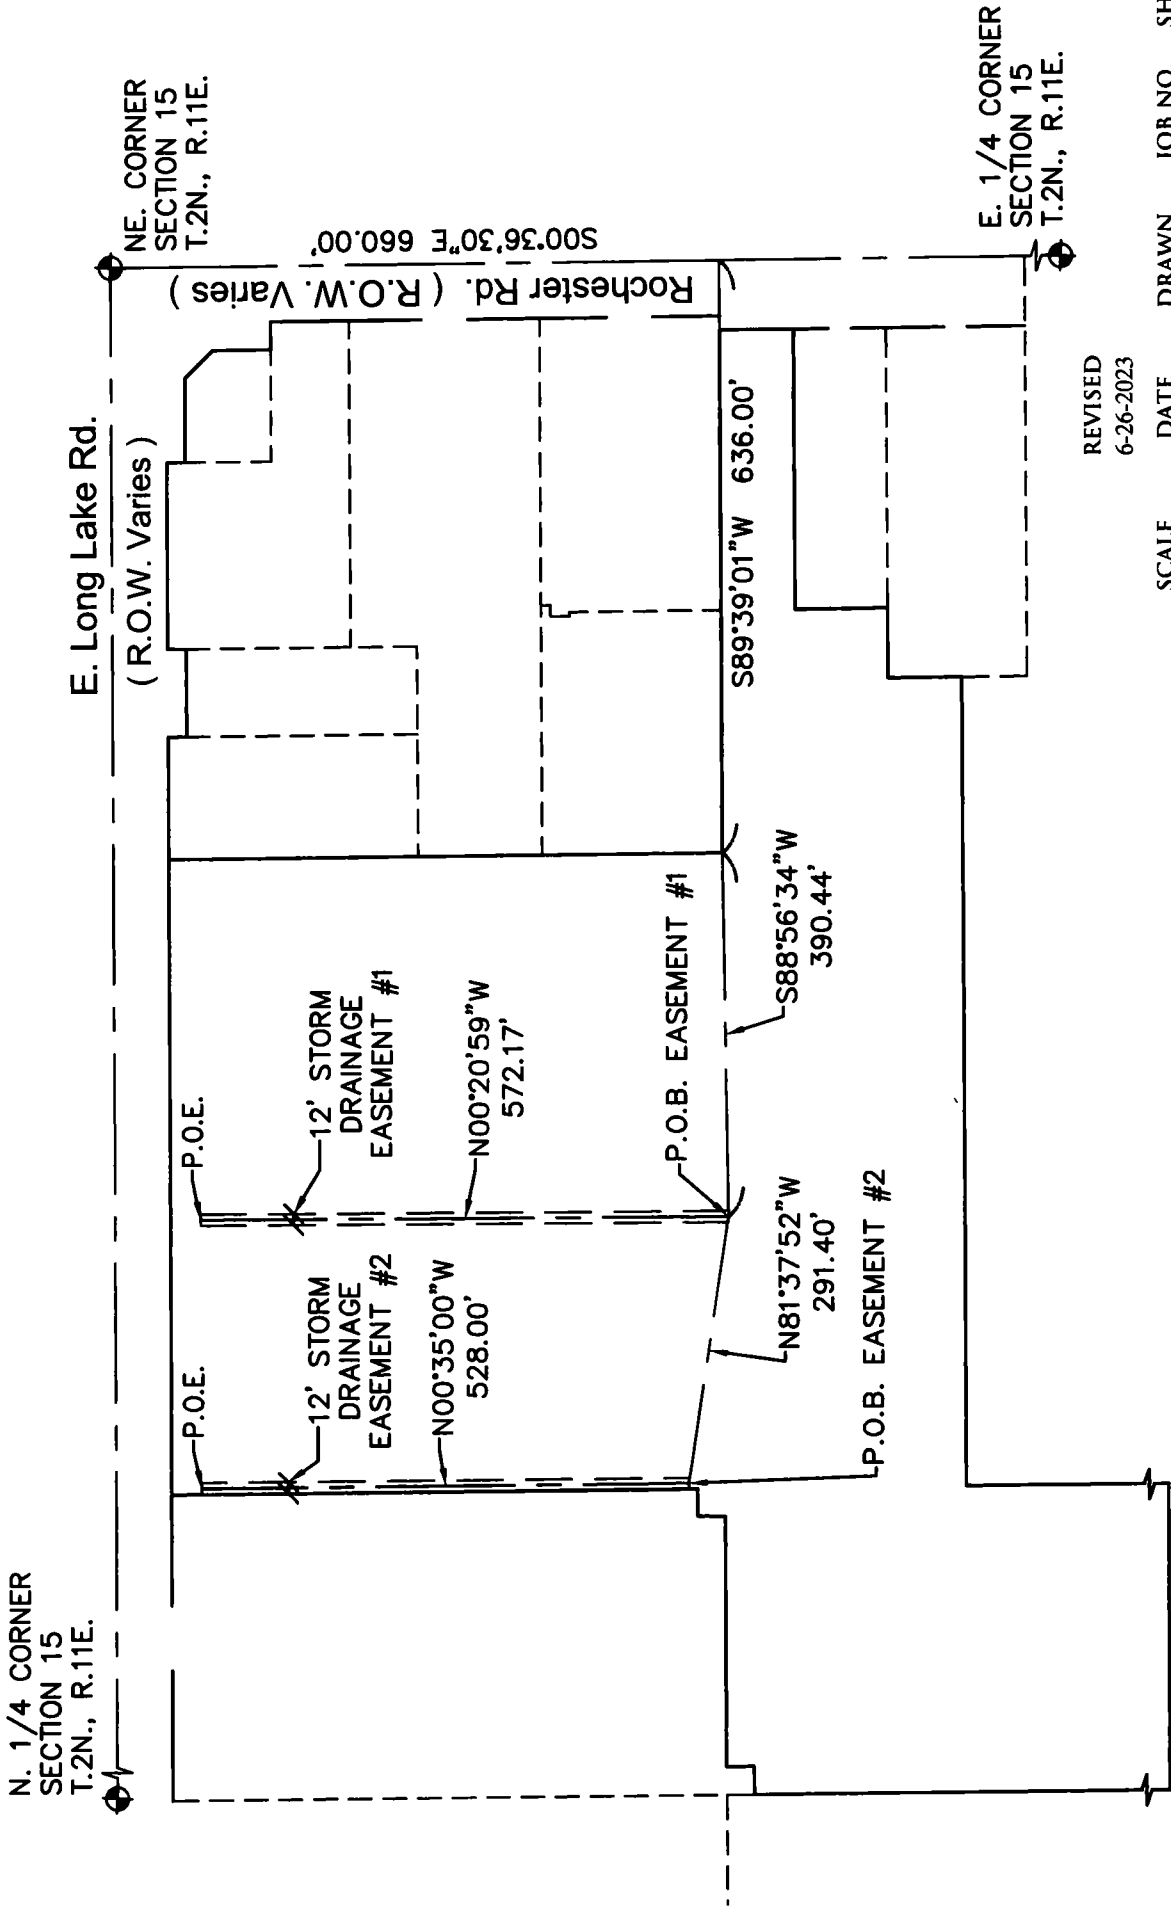 N. 1/4 CORNER
SECTION 15
T.2N., R.11E.
E. Long Lake Rd.
( R.O.W. Varies )
NE. CORNER
SECTION 15
T.2N., R.11E.
S00°36'30"E 660.00'
Rochester Rd. ( R.O.W. Varies )
P.O.E.
12' STORM
DRAINAGE
EASEMENT #2
N00°35'00"W
528.00'
P.O.E.
12' STORM
DRAINAGE
EASEMENT #1
N00°20'59"W
572.17'
P.O.B. EASEMENT #1
S89°39'01"W 636.00'
S88°56'34"W
390.44'
N81°37'52"W
291.40'
P.O.B. EASEMENT #2
E. 1/4 CORNER
SECTION 15
T.2N., R.11E.
REVISED
6-26-2023
SCALE DATE DRAWN JOB NO.